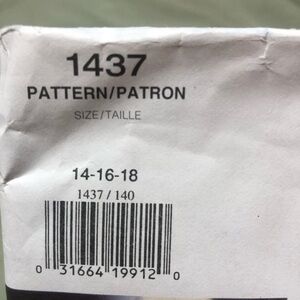 1437
PATTERN/PATRON
SIZE/TAILLE
14-16-18
1437 / 140
0 31664 19912 0